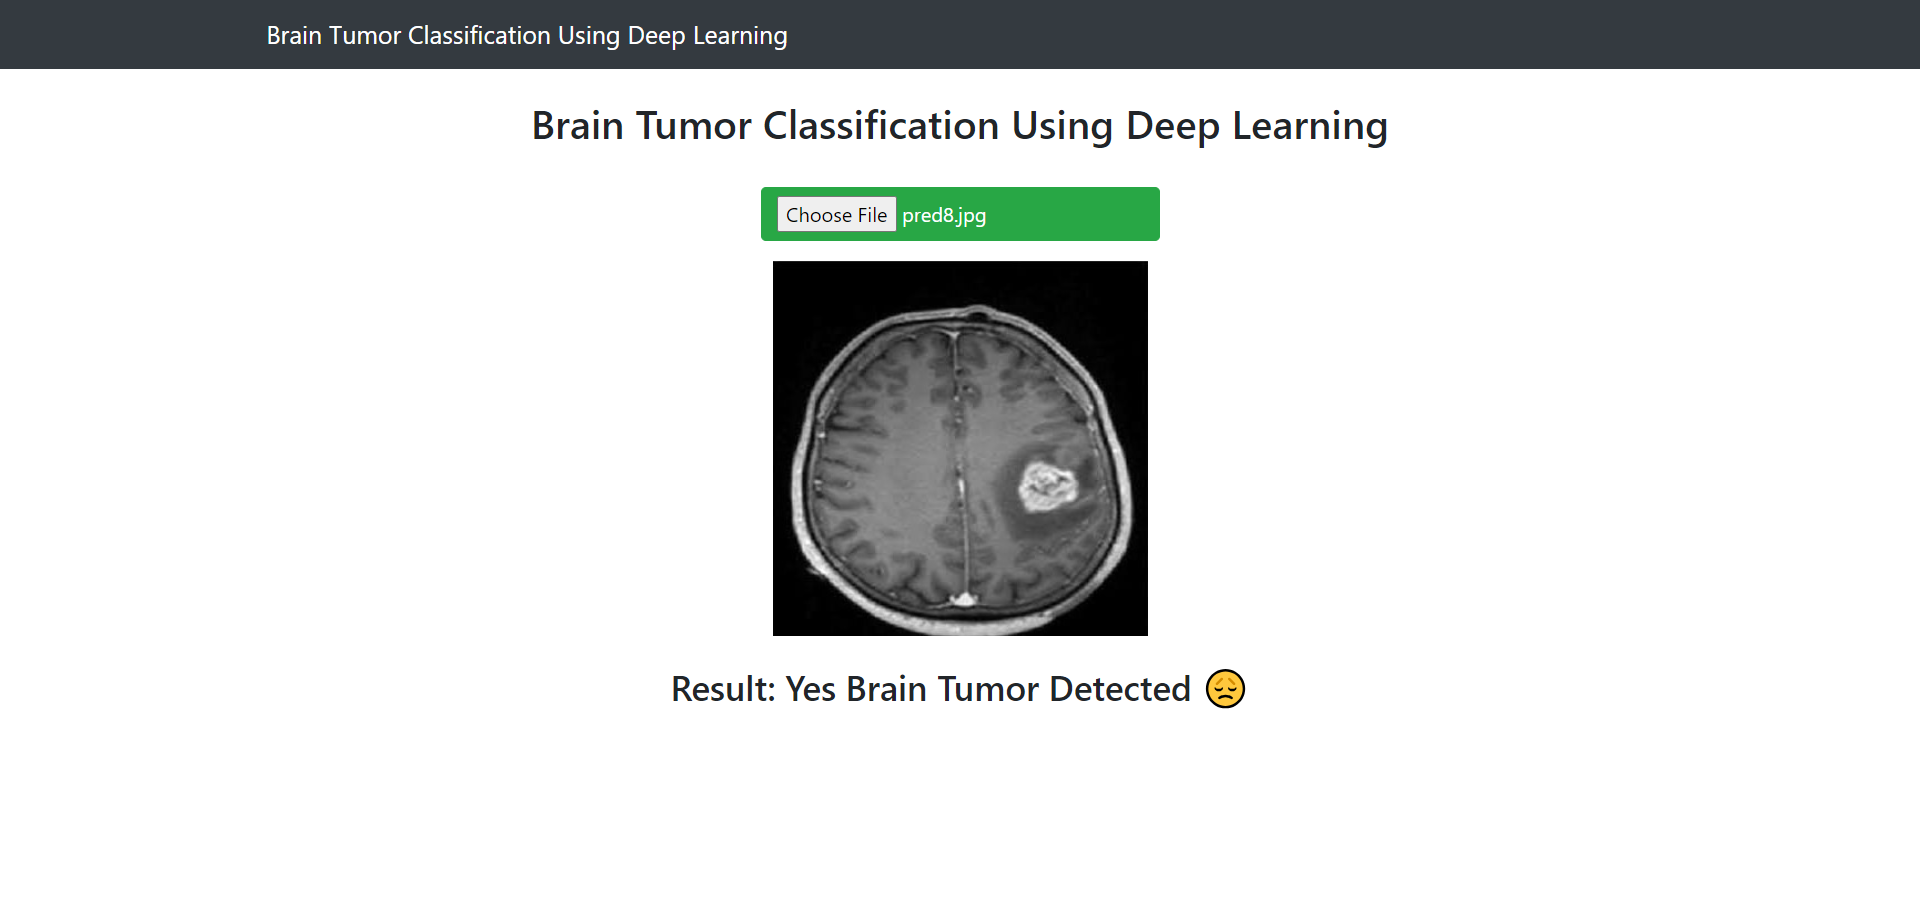 Brain Tumor Classification Using Deep Learning
Brain Tumor Classification Using Deep Learning
Choose File pred8.jpg
Result: Yes Brain Tumor Detected 😔